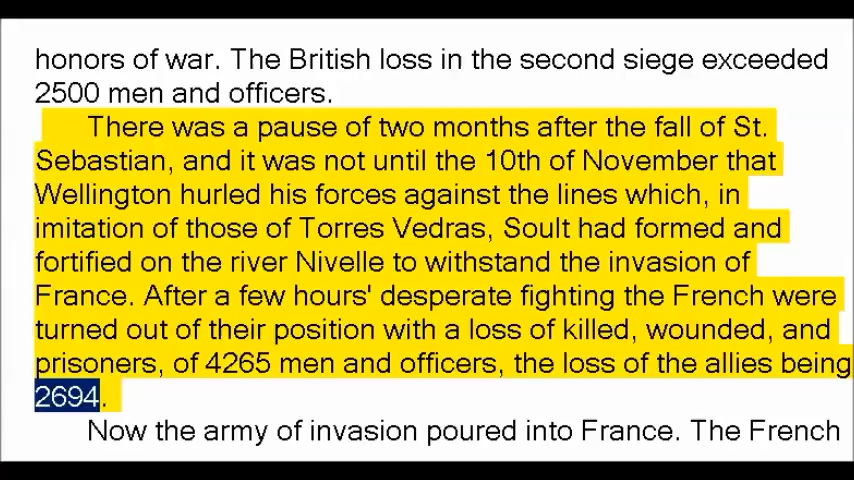 honors of war. The British loss in the second siege exceeded
2500 men and officers.
There was a pause of two months after the fall of St.
Sebastian, and it was not until the 10th of November that
Wellington hurled his forces against the lines which, in
imitation of those of Torres Vedras, Soult had formed and
fortified on the river Nivelle to withstand the invasion of
France. After a few hours' desperate fighting the French were
turned out of their position with a loss of killed, wounded, and
prisoners, of 4265 men and officers, the loss of the allies being
2694.
Now the army of invasion poured into France. The French